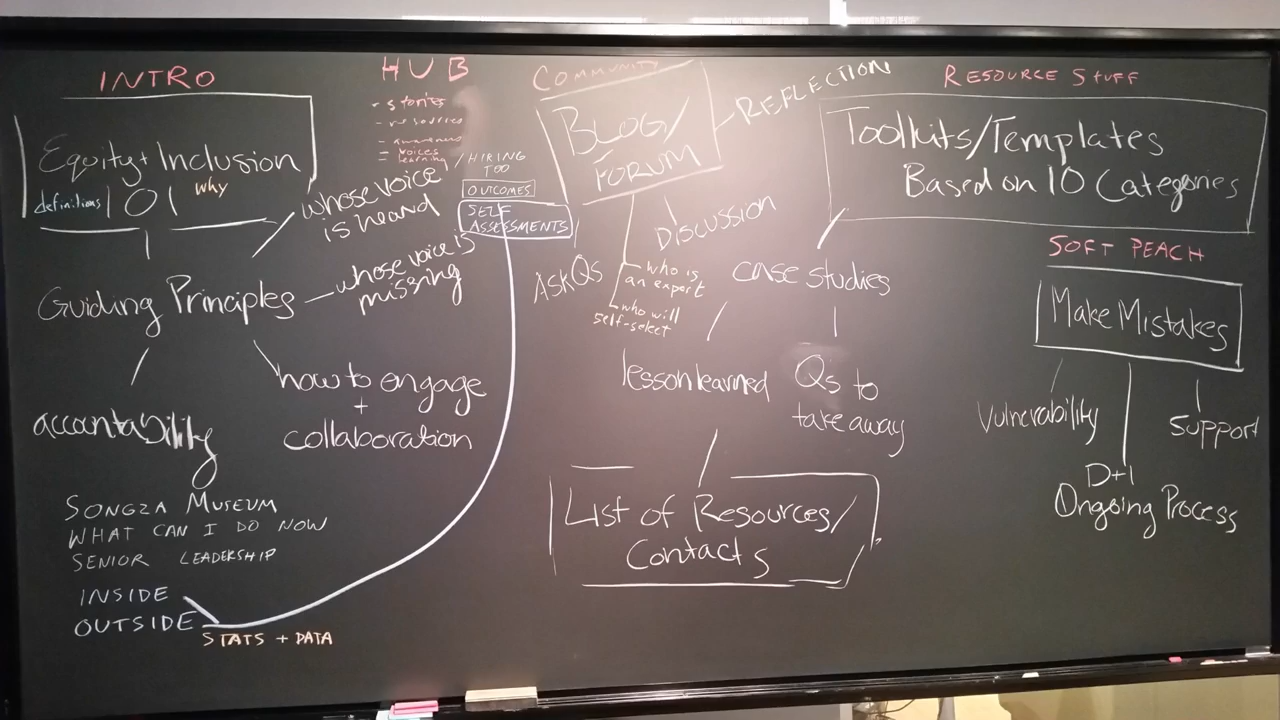 INTRO
Equity + Inclusion
definitions 101 why
whose voice
is heard
Guiding Principles
whose voice is
missing
accountability
how to engage
+
collaboration
SONGZA MUSEUM
WHAT CAN I DO NOW
SENIOR LEADERSHIP
INSIDE
OUTSIDE
STATS + DATA
HUB
- stories
- resources
- awareness
- voices
- learning
/HIRING
TOO
OUTCOMES
SELF
ASSESSMENTS
COMMUNITY
BLOG/
FORUM
REFLECTION
DISCUSSION
ASK Qs
who is
an expert
who will
self-select
RESOURCE STUFF
Toolkits/Templates
Based on 10 Categories
case studies
lesson learned
Qs to
take away
List of Resources/
Contacts
SOFT PEACH
Make Mistakes
Vulnerability
D+I
Ongoing Process
Support